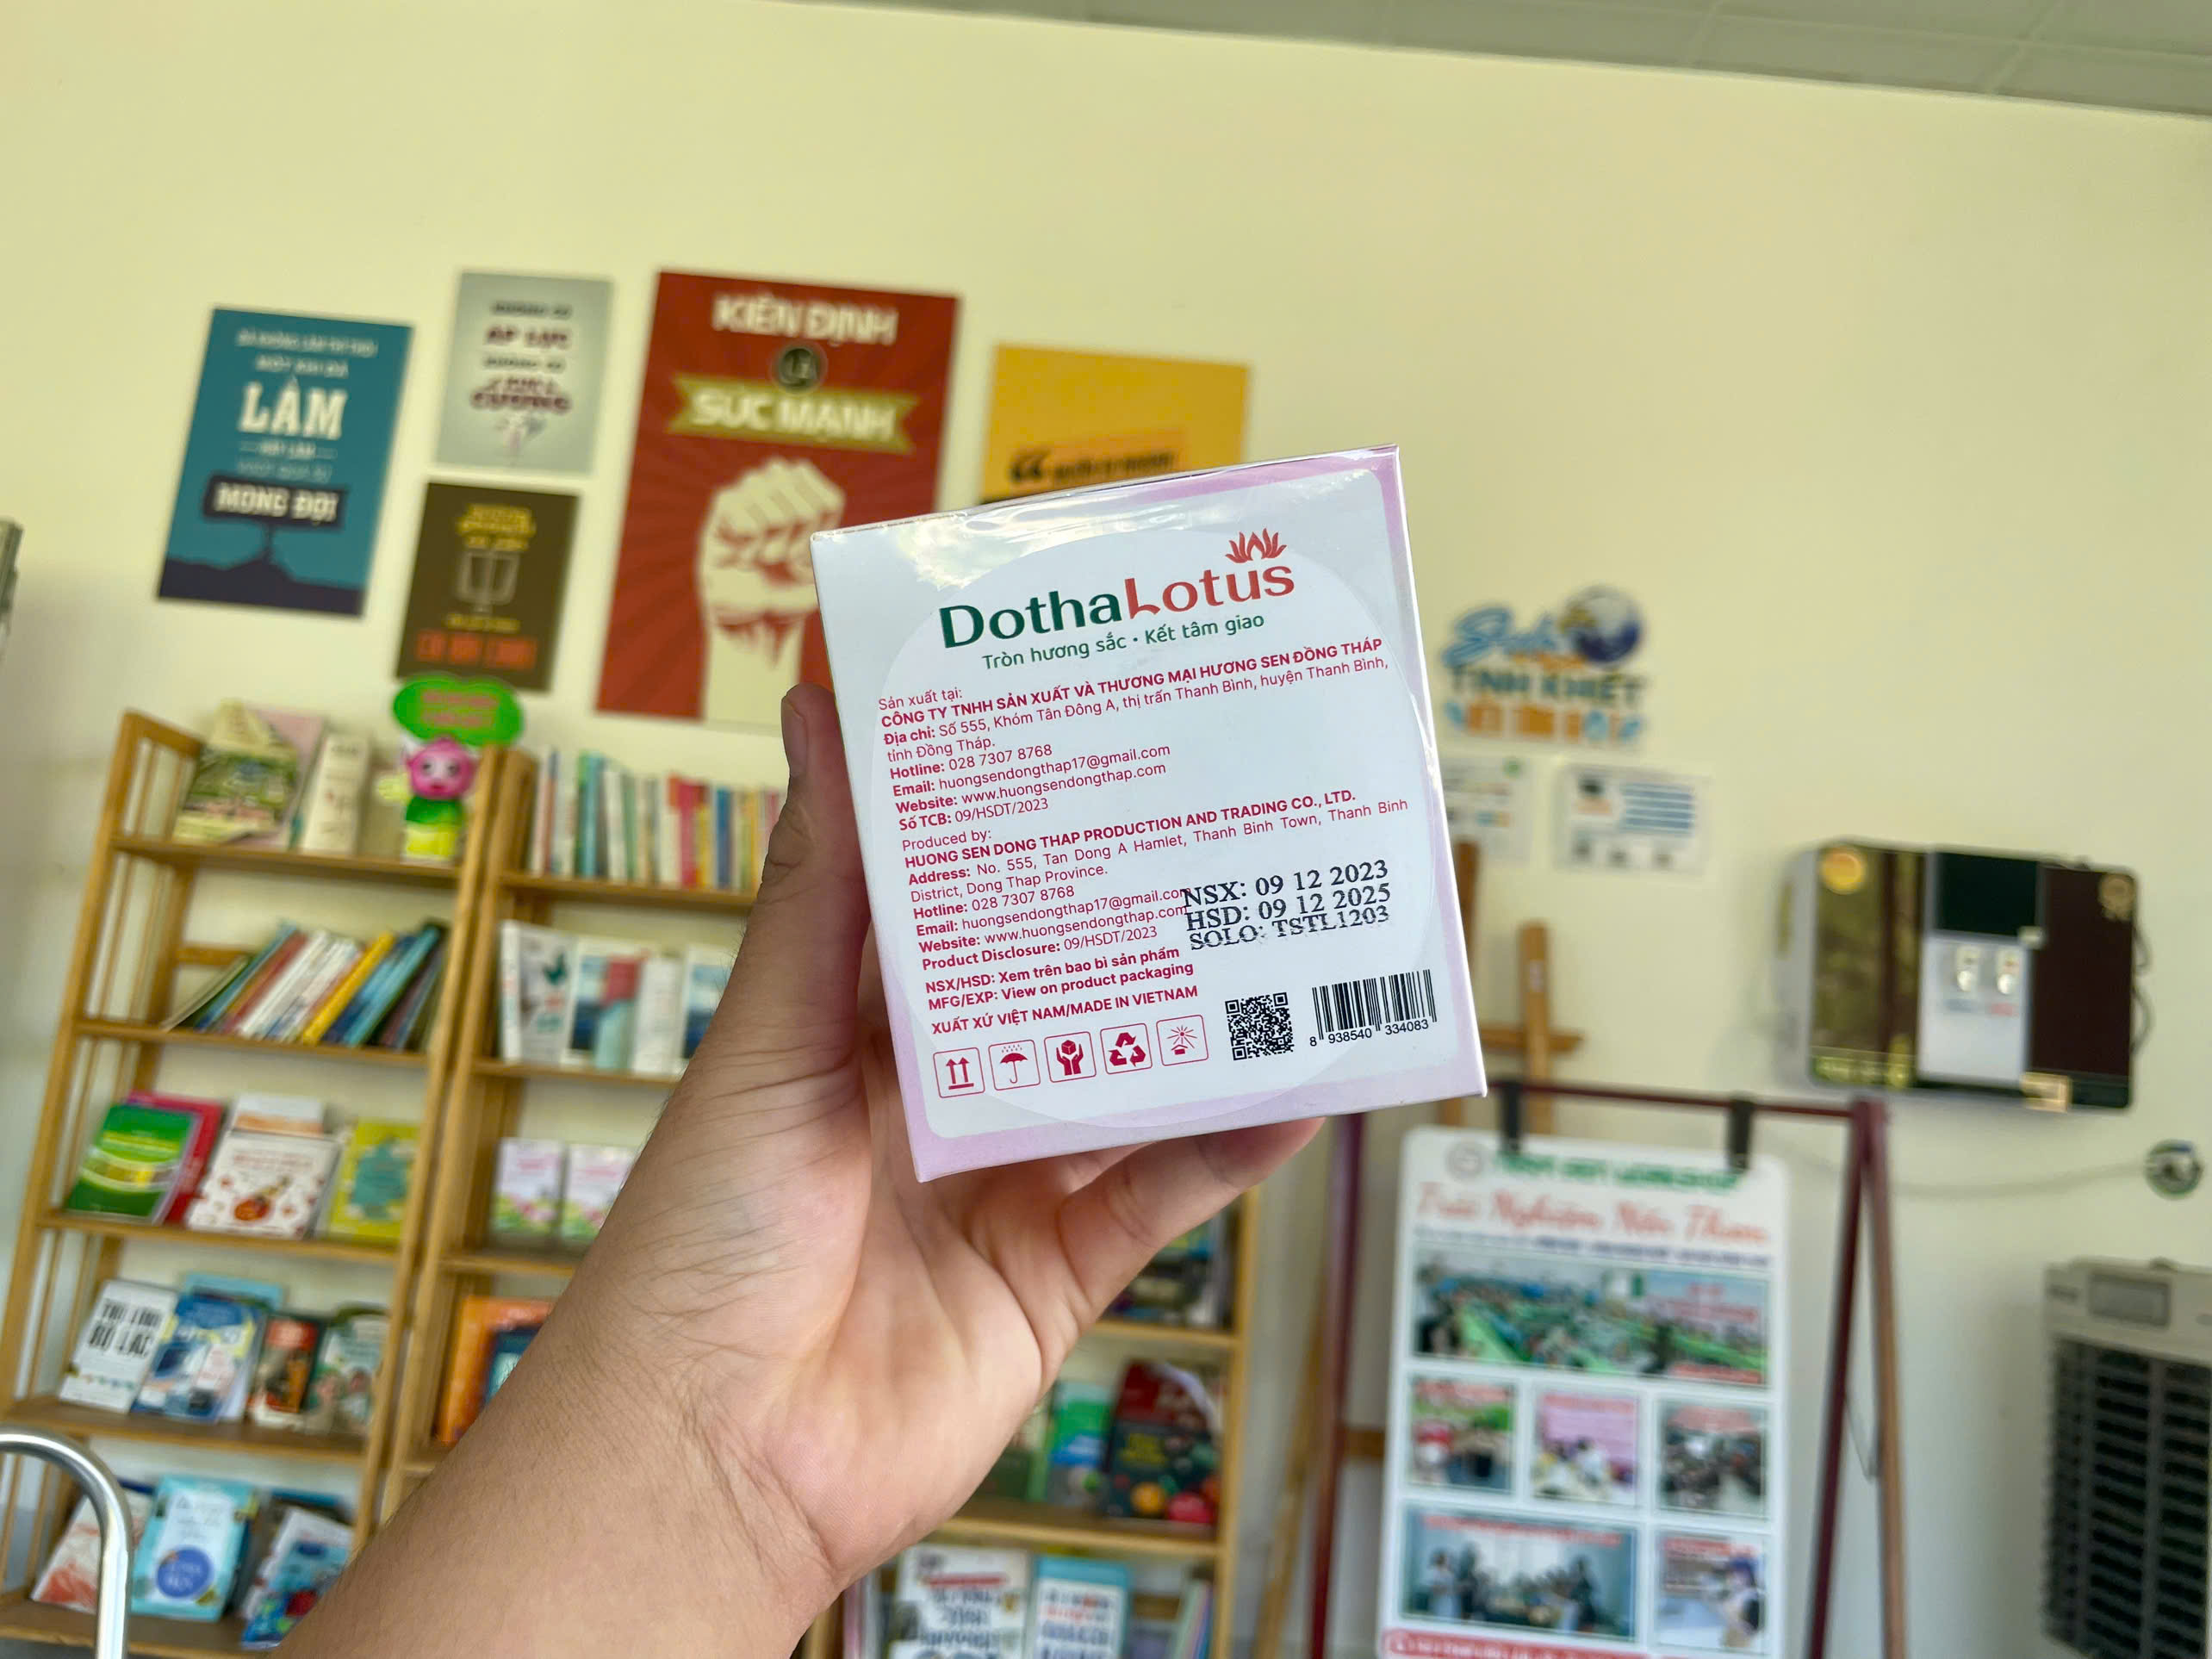 KIÊN ĐỊNH
LÀ
SỨC MẠNH
LÀM
MONG ĐỢI
ÁP LỰC
TINH KHIẾT
DothaLotus
Tròn hương sắc • Kết tâm giao
Sản xuất tại:
CÔNG TY TNHH SẢN XUẤT VÀ THƯƠNG MẠI HƯƠNG SEN ĐỒNG THÁP
Địa chỉ: Số 555, Khóm Tân Đông A, thị trấn Thanh Bình, huyện Thanh Bình,
tỉnh Đồng Tháp.
Hotline: 028 7307 8768
Email: huongsendongthap17@gmail.com
Website: www.huongsendongthap.com
Số TCB: 09/HSDT/2023
Produced by:
HUONG SEN DONG THAP PRODUCTION AND TRADING CO., LTD.
Address: No. 555, Tan Dong A Hamlet, Thanh Binh Town, Thanh Binh
District, Dong Thap Province.
Hotline: 028 7307 8768
Email: huongsendongthap17@gmail.com
Website: www.huongsendongthap.com
Product Disclosure: 09/HSDT/2023
NSX: 09 12 2023
HSD: 09 12 2025
SOLO: TSTL1203
NSX/HSD: Xem trên bao bì sản phẩm
MFG/EXP: View on product packaging
XUẤT XỨ VIỆT NAM/MADE IN VIETNAM
8 938540 334083